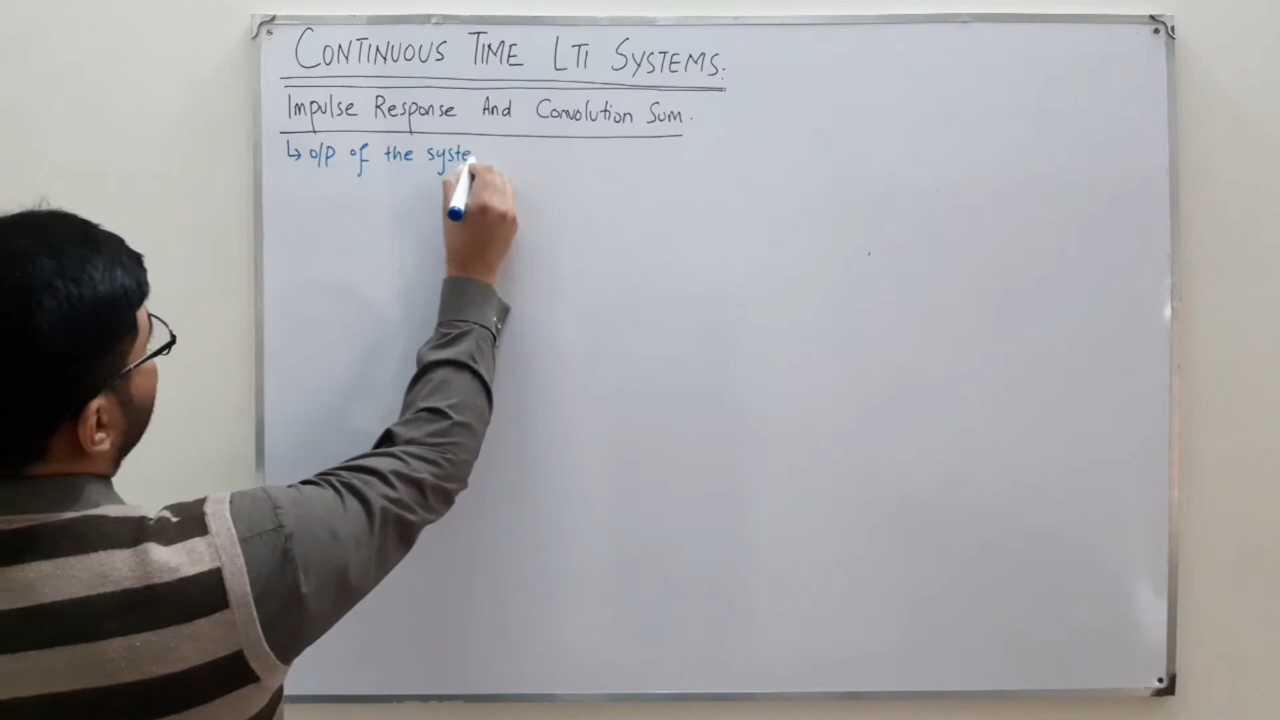 CONTINUOUS TIME LTI SYSTEMS.
Impulse Response And Convolution Sum.
↳ o/p of the syste